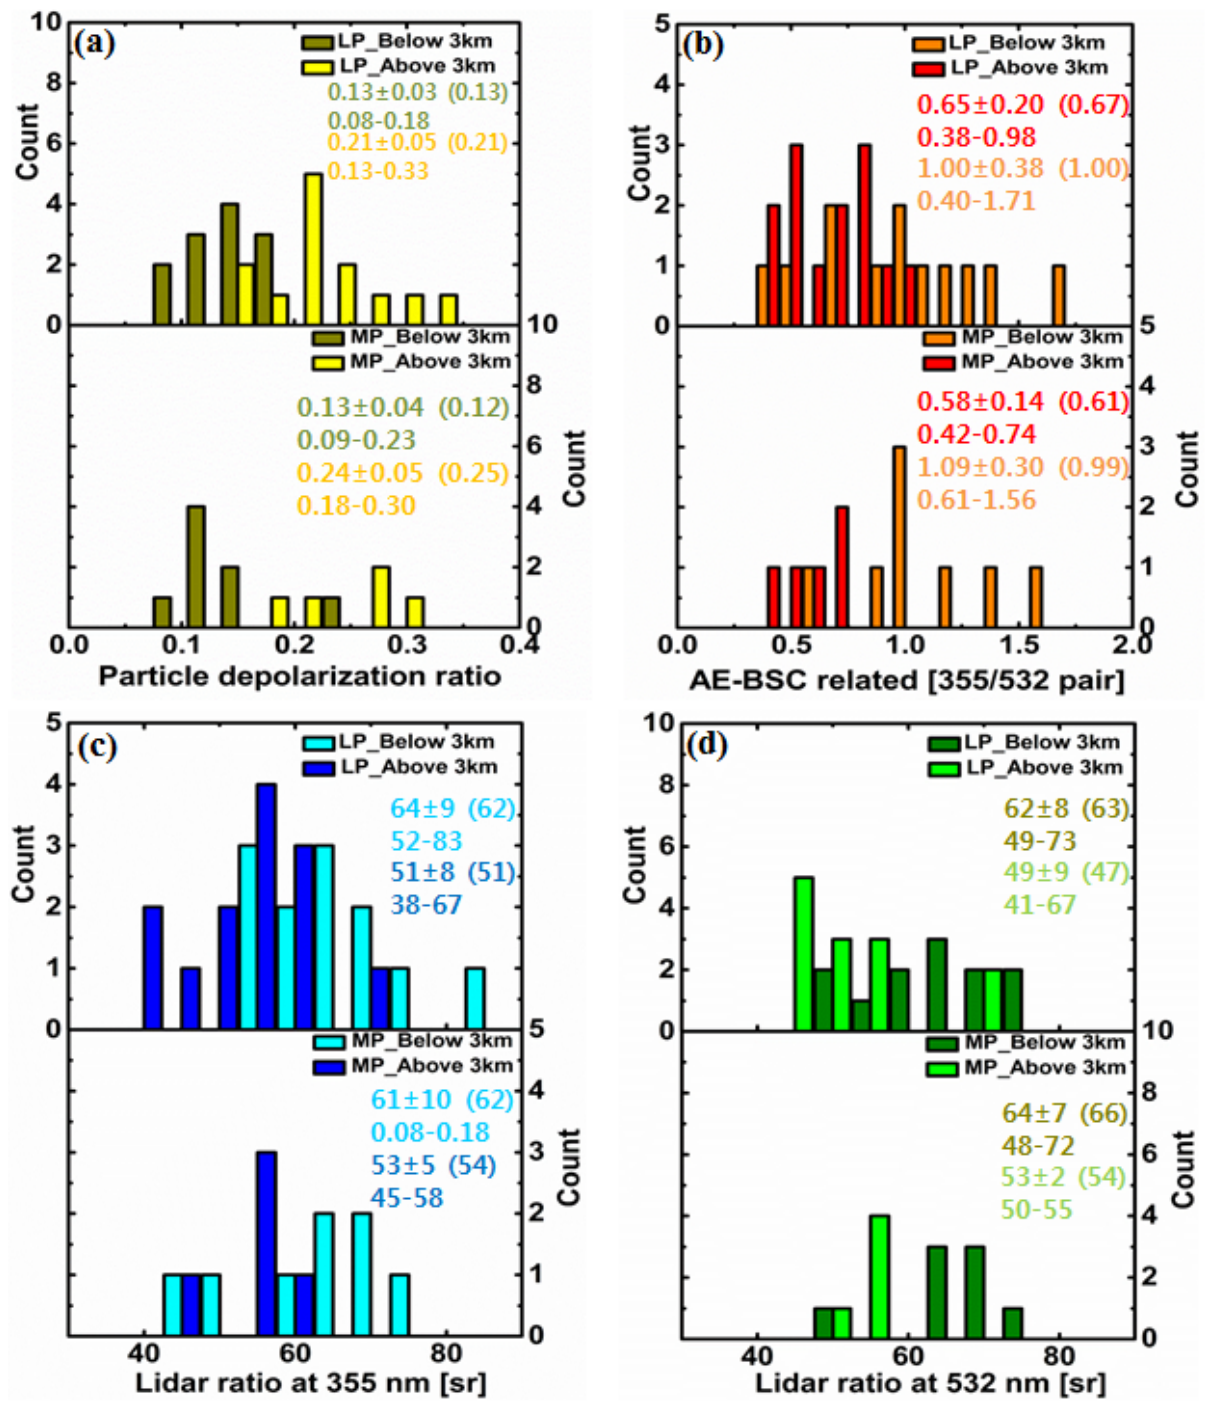 (a)
LP_Below 3km
LP_Above 3km
0.13±0.03 (0.13)
0.08-0.18
0.21±0.05 (0.21)
0.13-0.33
10
8
6
4
2
0
Count
MP_Below 3km
MP_Above 3km
0.13±0.04 (0.12)
0.09-0.23
0.24±0.05 (0.25)
0.18-0.30
10
8
6
4
2
0
Count
0.0 0.1 0.2 0.3 0.4
Particle depolarization ratio
(b)
LP_Below 3km
LP_Above 3km
0.65±0.20 (0.67)
0.38-0.98
1.00±0.38 (1.00)
0.40-1.71
5
4
3
2
1
0
Count
MP_Below 3km
MP_Above 3km
0.58±0.14 (0.61)
0.42-0.74
1.09±0.30 (0.99)
0.61-1.56
5
4
3
2
1
0
Count
0.0 0.5 1.0 1.5 2.0
AE-BSC related [355/532 pair]
(c)
LP_Below 3km
LP_Above 3km
64±9 (62)
52-83
51±8 (51)
38-67
5
4
3
2
1
0
Count
MP_Below 3km
MP_Above 3km
61±10 (62)
0.08-0.18
53±5 (54)
45-58
5
4
3
2
1
0
Count
40 60 80
Lidar ratio at 355 nm [sr]
(d)
LP_Below 3km
LP_Above 3km
62±8 (63)
49-73
49±9 (47)
41-67
10
8
6
4
2
0
Count
MP_Below 3km
MP_Above 3km
64±7 (66)
48-72
53±2 (54)
50-55
10
8
6
4
2
0
Count
40 60 80
Lidar ratio at 532 nm [sr]